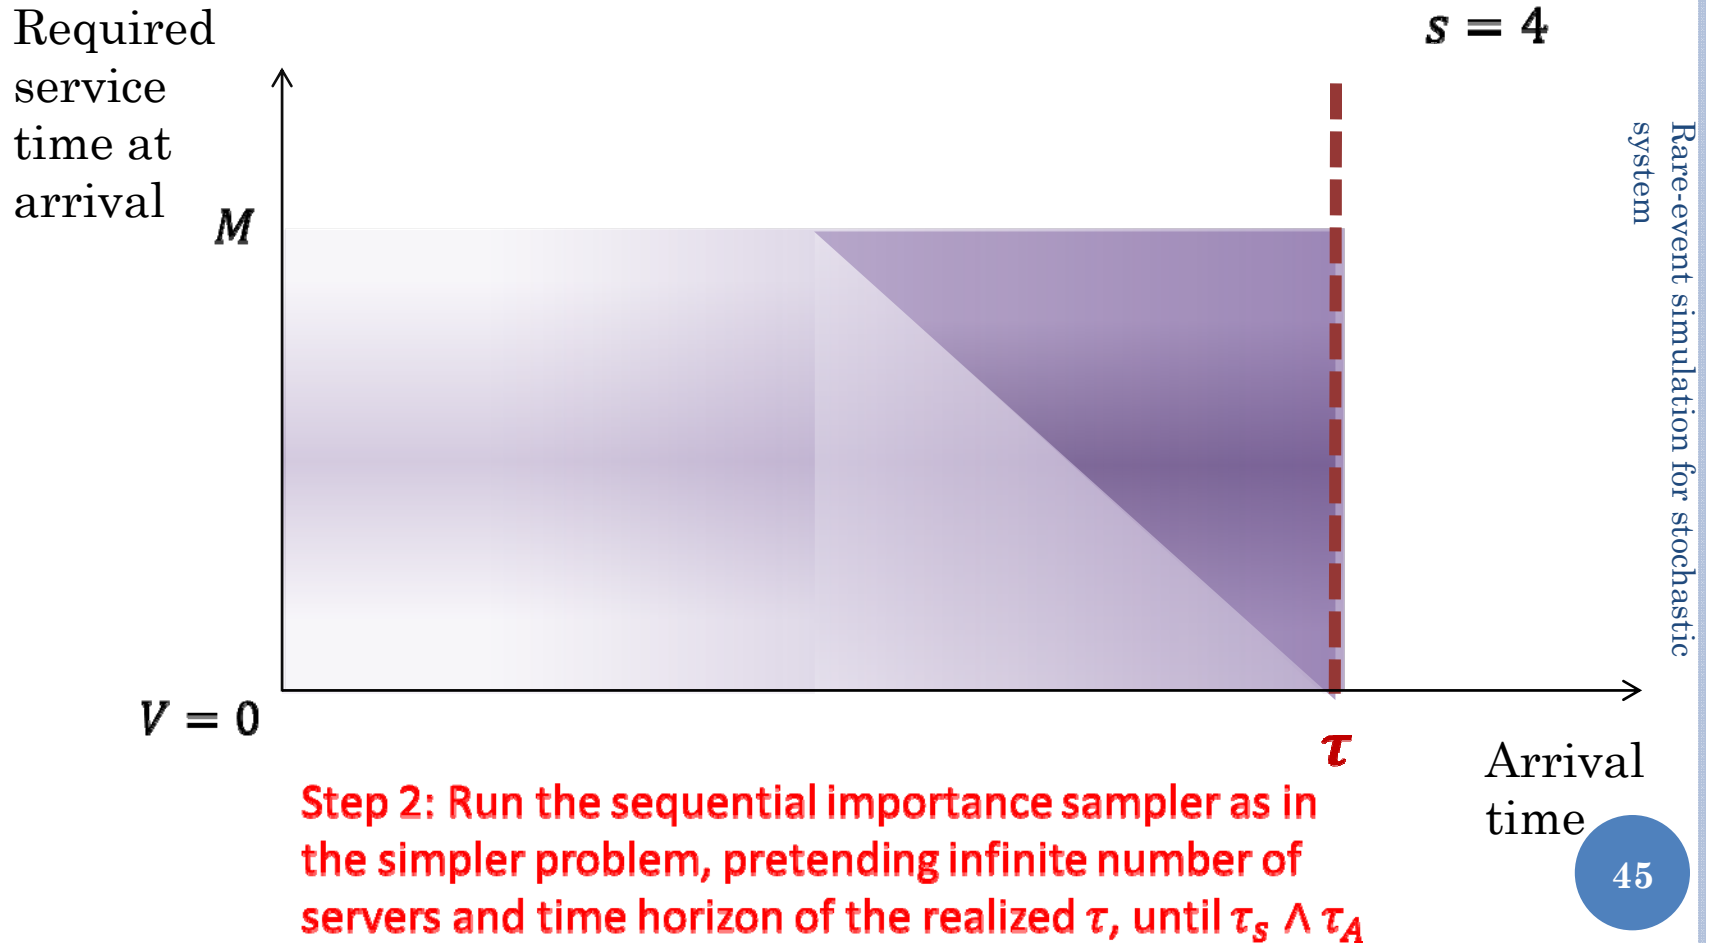 Required
service
time at
arrival
s = 4
M
V = 0
τ
Arrival
time
Step 2: Run the sequential importance sampler as in
the simpler problem, pretending infinite number of
servers and time horizon of the realized τ, until τ_s ∧ τ_A
Rare-event simulation for stochastic
system
45